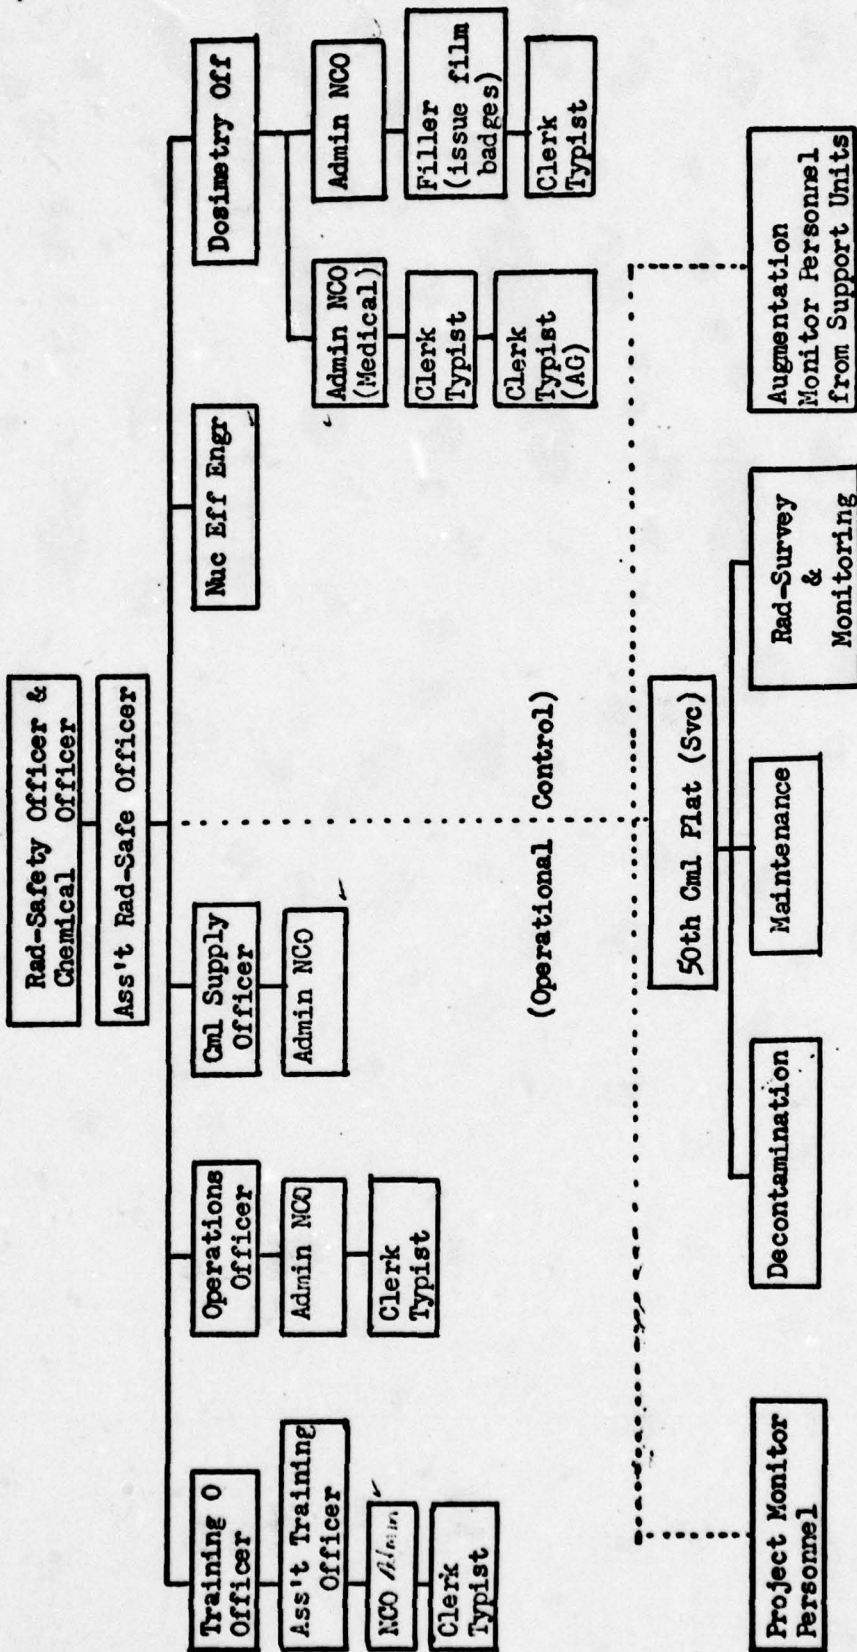 Rad-Safety Officer &
Chemical Officer
Ass't Rad-Safe Officer
Training O
Officer
Ass't Training
Officer
NCO Admin
Clerk
Typist
Operations
Officer
Admin NCO
Clerk
Typist
Cml Supply
Officer
Admin NCO
Nuc Eff Engr
Dosimetry Off
Admin NCO
(Medical)
Clerk
Typist
Clerk
Typist
(AG)
Admin NCO
Filler
(issue film
badges)
Clerk
Typist
(Operational Control)
Project Monitor
Personnel
50th Cml Plat (Svc)
Decontamination
Maintenance
Rad-Survey
&
Monitoring
Augmentation
Monitor Personnel
from Support Units